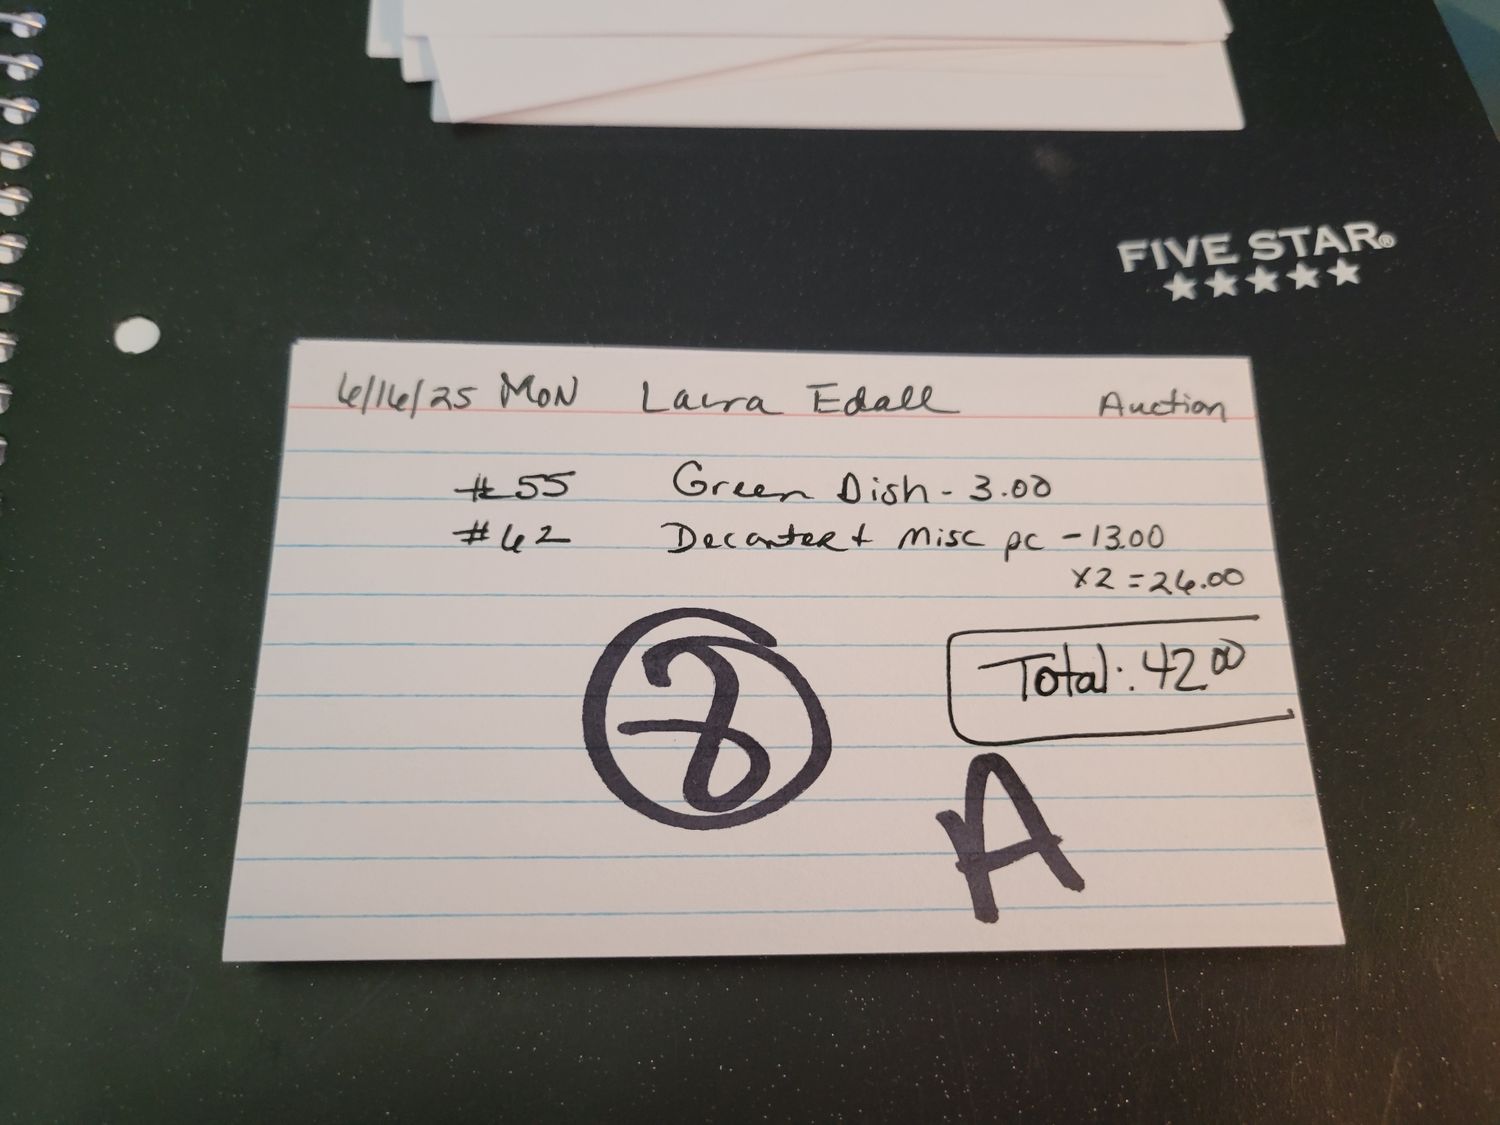 FIVE STAR®
6/16/25 MON Laura Edall Auction
#55 Green Dish - 3.00
#62 Decanter + Misc pc - 13.00
x2 = 26.00
Total: 42.00
8
A